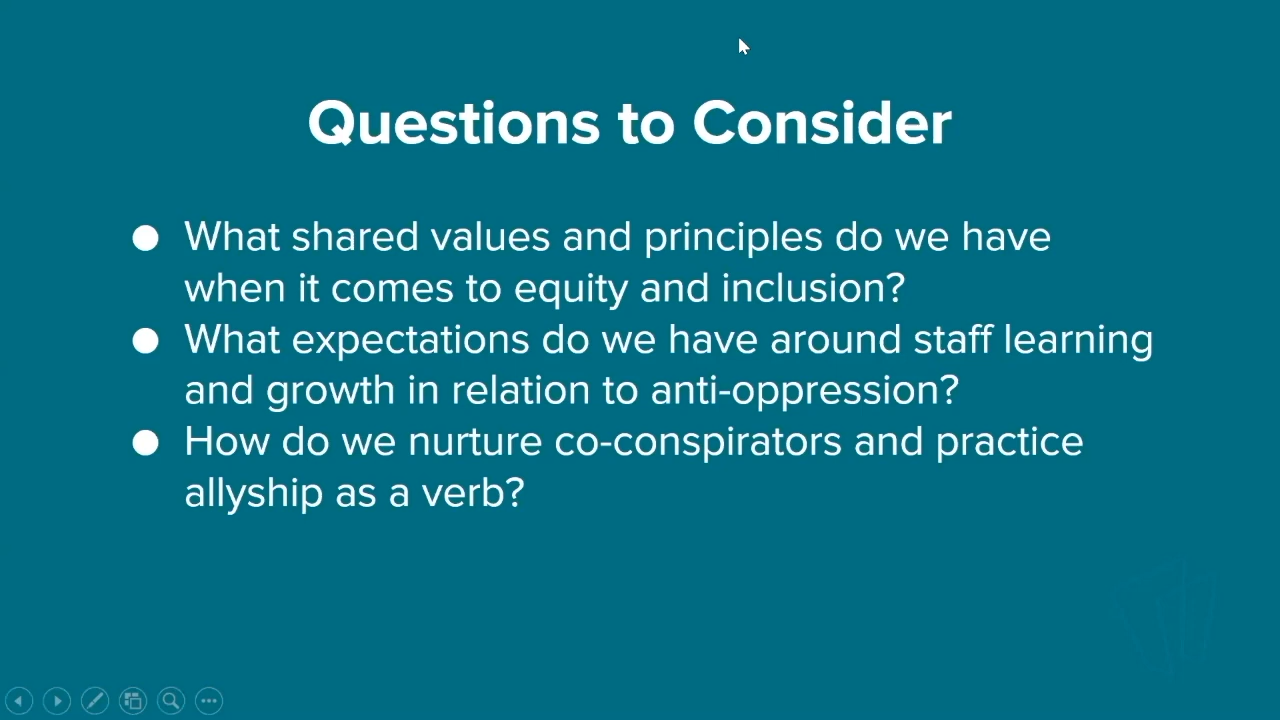 Questions to Consider
● What shared values and principles do we have
when it comes to equity and inclusion?
● What expectations do we have around staff learning
and growth in relation to anti-oppression?
● How do we nurture co-conspirators and practice
allyship as a verb?